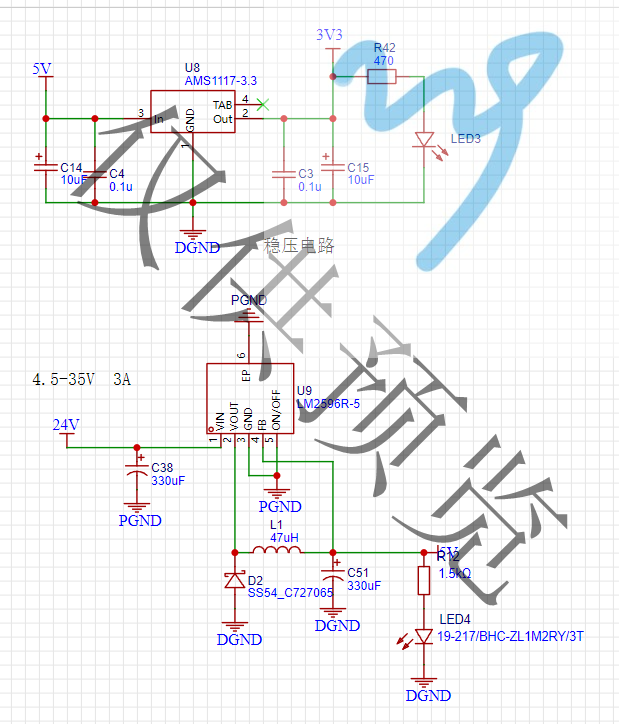 3V3
R42
470
5V
U8
AMS1117-3.3
TAB 4
3 In Out 2
GND
1
LED3
C14
10uF
C4
0.1u
C3
0.1u
C15
10uF
DGND
稳压电路
仅供预览
PGND
6
EP
4.5-35V 3A
U9
LM2596R-5
VIN
VOUT
GND
FB
ON/OFF
1 2 3 4 5
24V
C38
330uF
PGND
PGND
L1
47uH
5V
R12
1.5kΩ
D2
SS54_C727065
C51
330uF
DGND
DGND
LED4
19-217/BHC-ZL1M2RY/3T
DGND